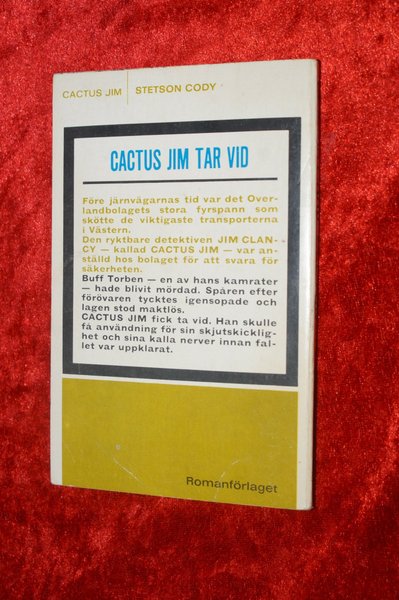 CACTUS JIM | STETSON CODY
CACTUS JIM TAR VID
Före järnvägarnas tid var det Over-
landbolagets stora fyrspann som
skötte de viktigaste transporterna
i Västern.
Den ryktbare detektiven JIM CLAN-
CY — kallad CACTUS JIM — var an-
ställd hos bolaget för att svara för
säkerheten.
Buff Torben — en av hans kamrater
— hade blivit mördad. Spåren efter
förövaren tycktes igensopade och
lagen stod maktlös.
CACTUS JIM fick ta vid. Han skulle
få användning för sin skjutskicklig-
het och sina kalla nerver innan fal-
let var uppklarat.
Romanförlaget